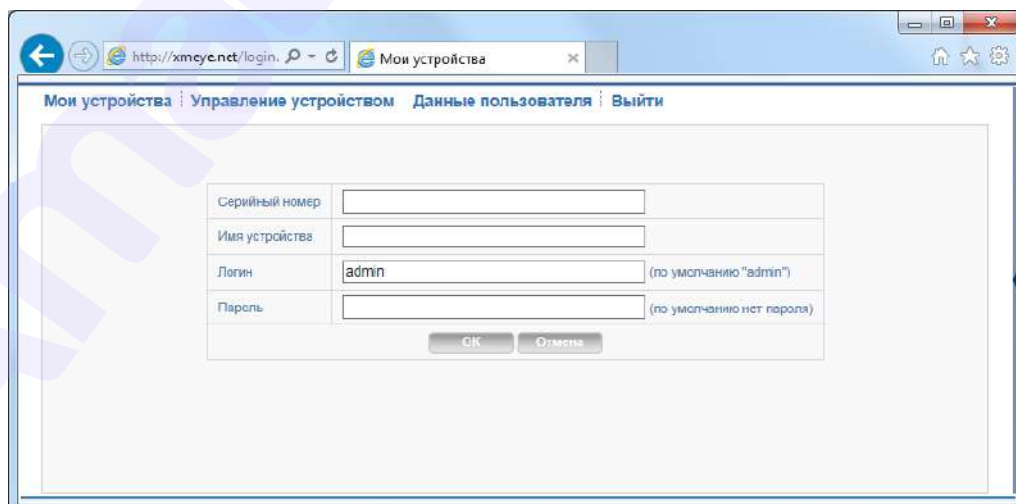 http://xmeye.net/login.
Мои устройства
Мои устройства Управление устройством Данные пользователя Выйти
Серийный номер
Имя устройства
Логин admin (по умолчанию "admin")
Пароль (по умолчанию нет пароля)
OK Отмена